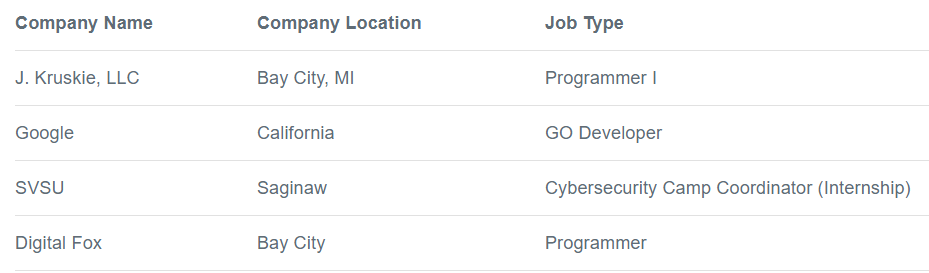 Company Name Company Location Job Type
J. Kruskie, LLC Bay City, MI Programmer I
Google California GO Developer
SVSU Saginaw Cybersecurity Camp Coordinator (Internship)
Digital Fox Bay City Programmer